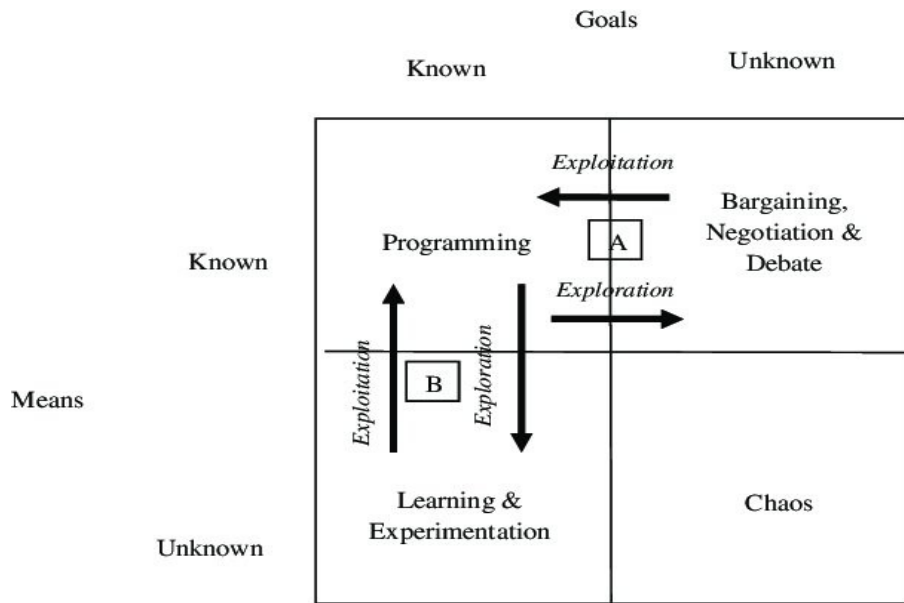 Goals
Known
Unknown
Exploitation
Bargaining,
Negotiation &
Debate
A
Programming
Known
Exploration
Exploitation
Exploration
B
Means
Learning &
Experimentation
Chaos
Unknown